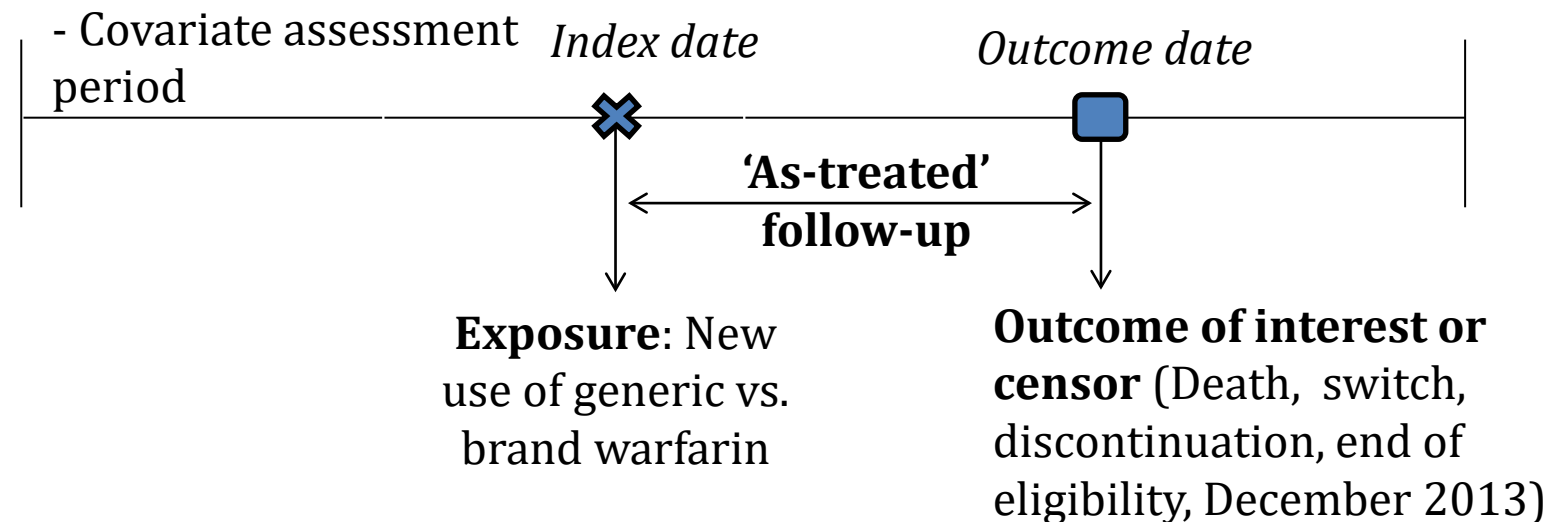 - Covariate assessment
period
Index date
Outcome date
‘As-treated’
follow-up
Exposure: New
use of generic vs.
brand warfarin
Outcome of interest or
censor (Death, switch,
discontinuation, end of
eligibility, December 2013)